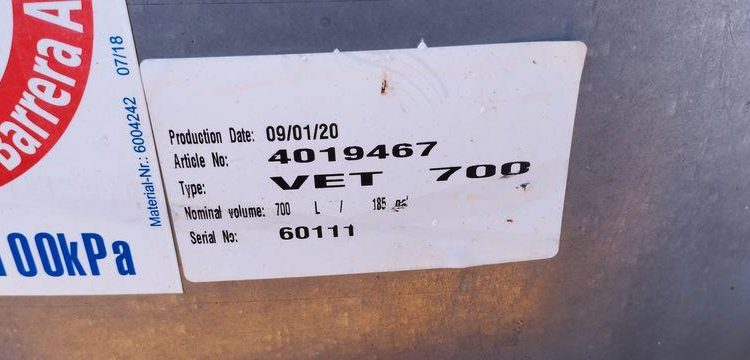 Barrera A
Material-Nr.: 6004242 07/18
100kPa
Production Date: 09/01/20
Article No: 4019467
Type: VET 700
Nominal volume: 700 L / 185
Serial No: 60111